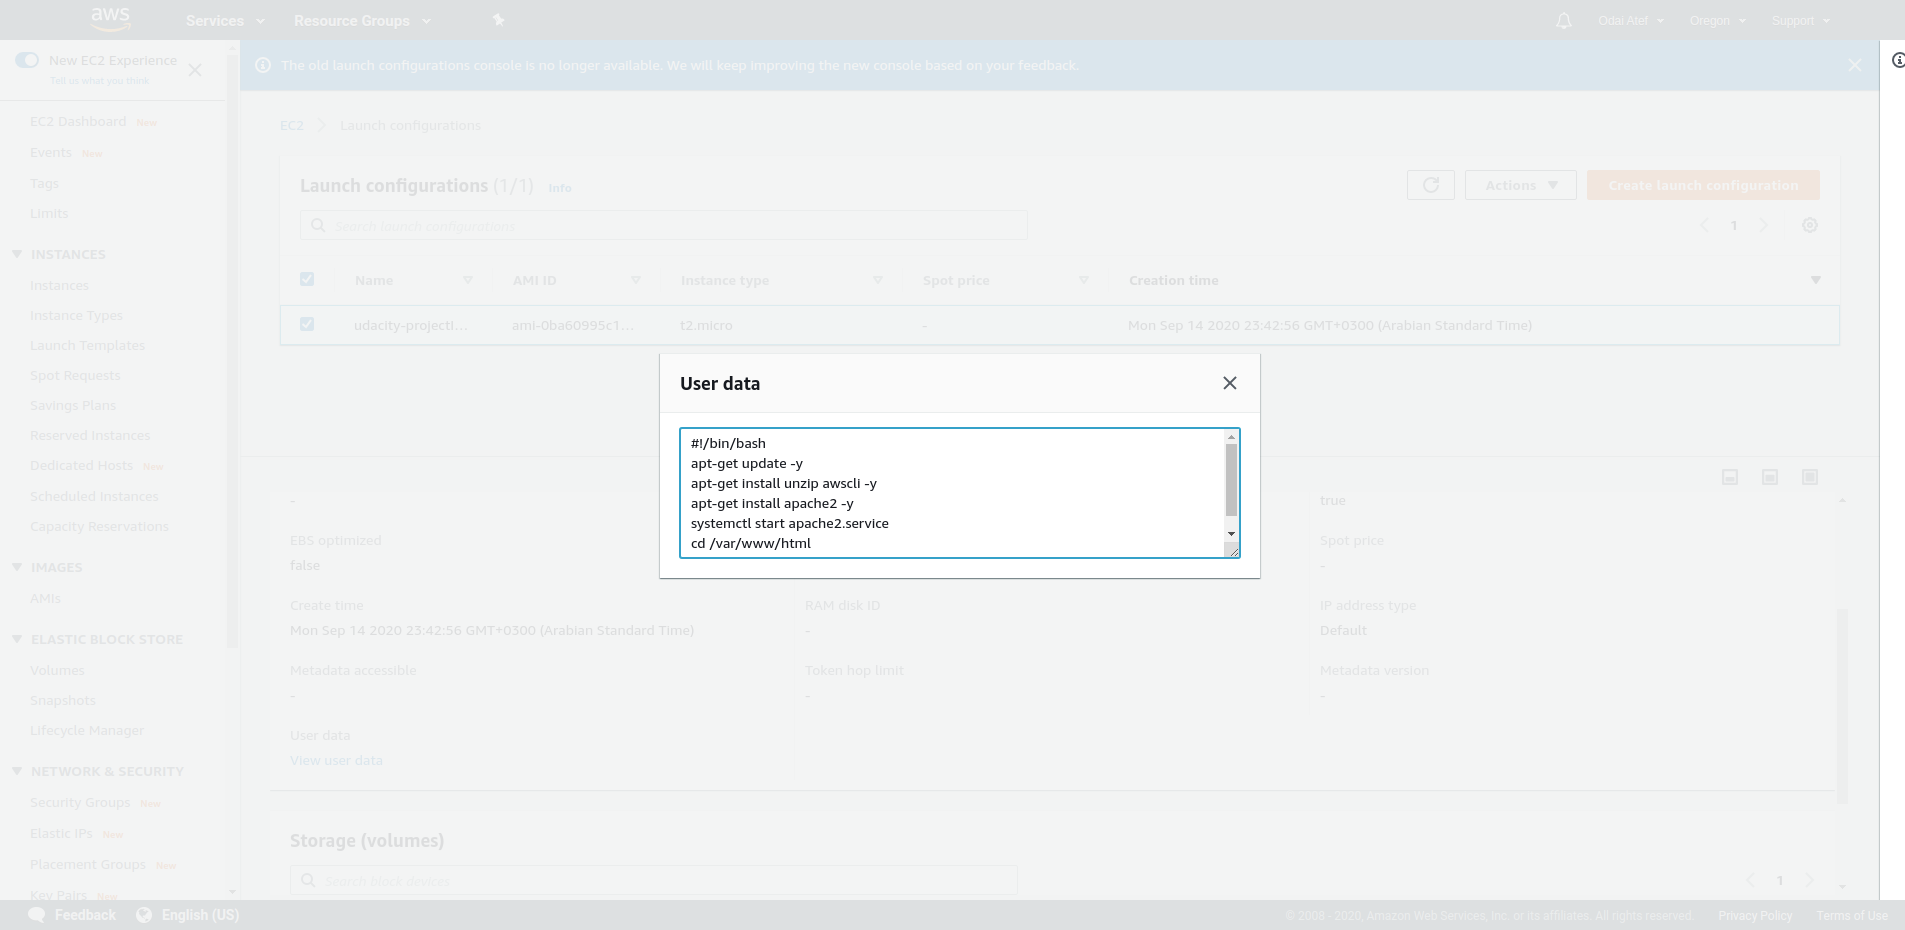 aws
Services
Resource Groups
Odai Atef
Oregon
Support
New EC2 Experience
Tell us what you think
The old launch configurations console is no longer available. We will keep improving the new console based on your feedback.
EC2 Dashboard New
Events New
Tags
Limits
INSTANCES
Instances
Instance Types
Launch Templates
Spot Requests
Savings Plans
Reserved Instances
Dedicated Hosts New
Scheduled Instances
Capacity Reservations
IMAGES
AMIs
ELASTIC BLOCK STORE
Volumes
Snapshots
Lifecycle Manager
NETWORK & SECURITY
Security Groups New
Elastic IPs New
Placement Groups New
Key Pairs New
EC2 Launch configurations
Launch configurations (1/1) Info
Actions
Create launch configuration
Search launch configurations
1
Name AMI ID Instance type Spot price Creation time
udacity-projecti... ami-0ba60995c1... t2.micro - Mon Sep 14 2020 23:42:56 GMT+0300 (Arabian Standard Time)
User data
#!/bin/bash
apt-get update -y
apt-get install unzip awscli -y
apt-get install apache2 -y
systemctl start apache2.service
cd /var/www/html
- true
EBS optimized Spot price
false -
Create time RAM disk ID IP address type
Mon Sep 14 2020 23:42:56 GMT+0300 (Arabian Standard Time) - Default
Metadata accessible Token hop limit Metadata version
- - -
User data
View user data
Storage (volumes)
Search block devices
1
Feedback English (US)
© 2008 - 2020, Amazon Web Services, Inc. or its affiliates. All rights reserved. Privacy Policy Terms of Use